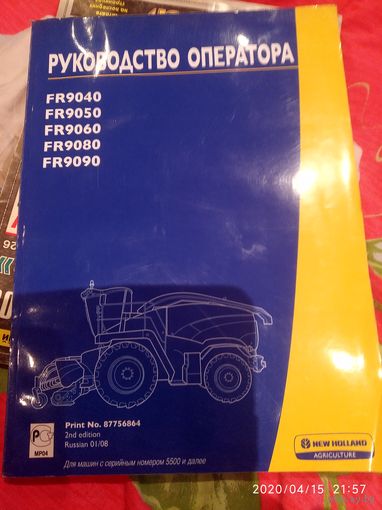 РУКОВОДСТВО ОПЕРАТОРА
FR9040
FR9050
FR9060
FR9080
FR9090
МР04
Print No. 87756864
2nd edition
Russian 01/08
Для машин с серийным номером 5500 и далее
NEW HOLLAND
AGRICULTURE
2020/04/15 21:57